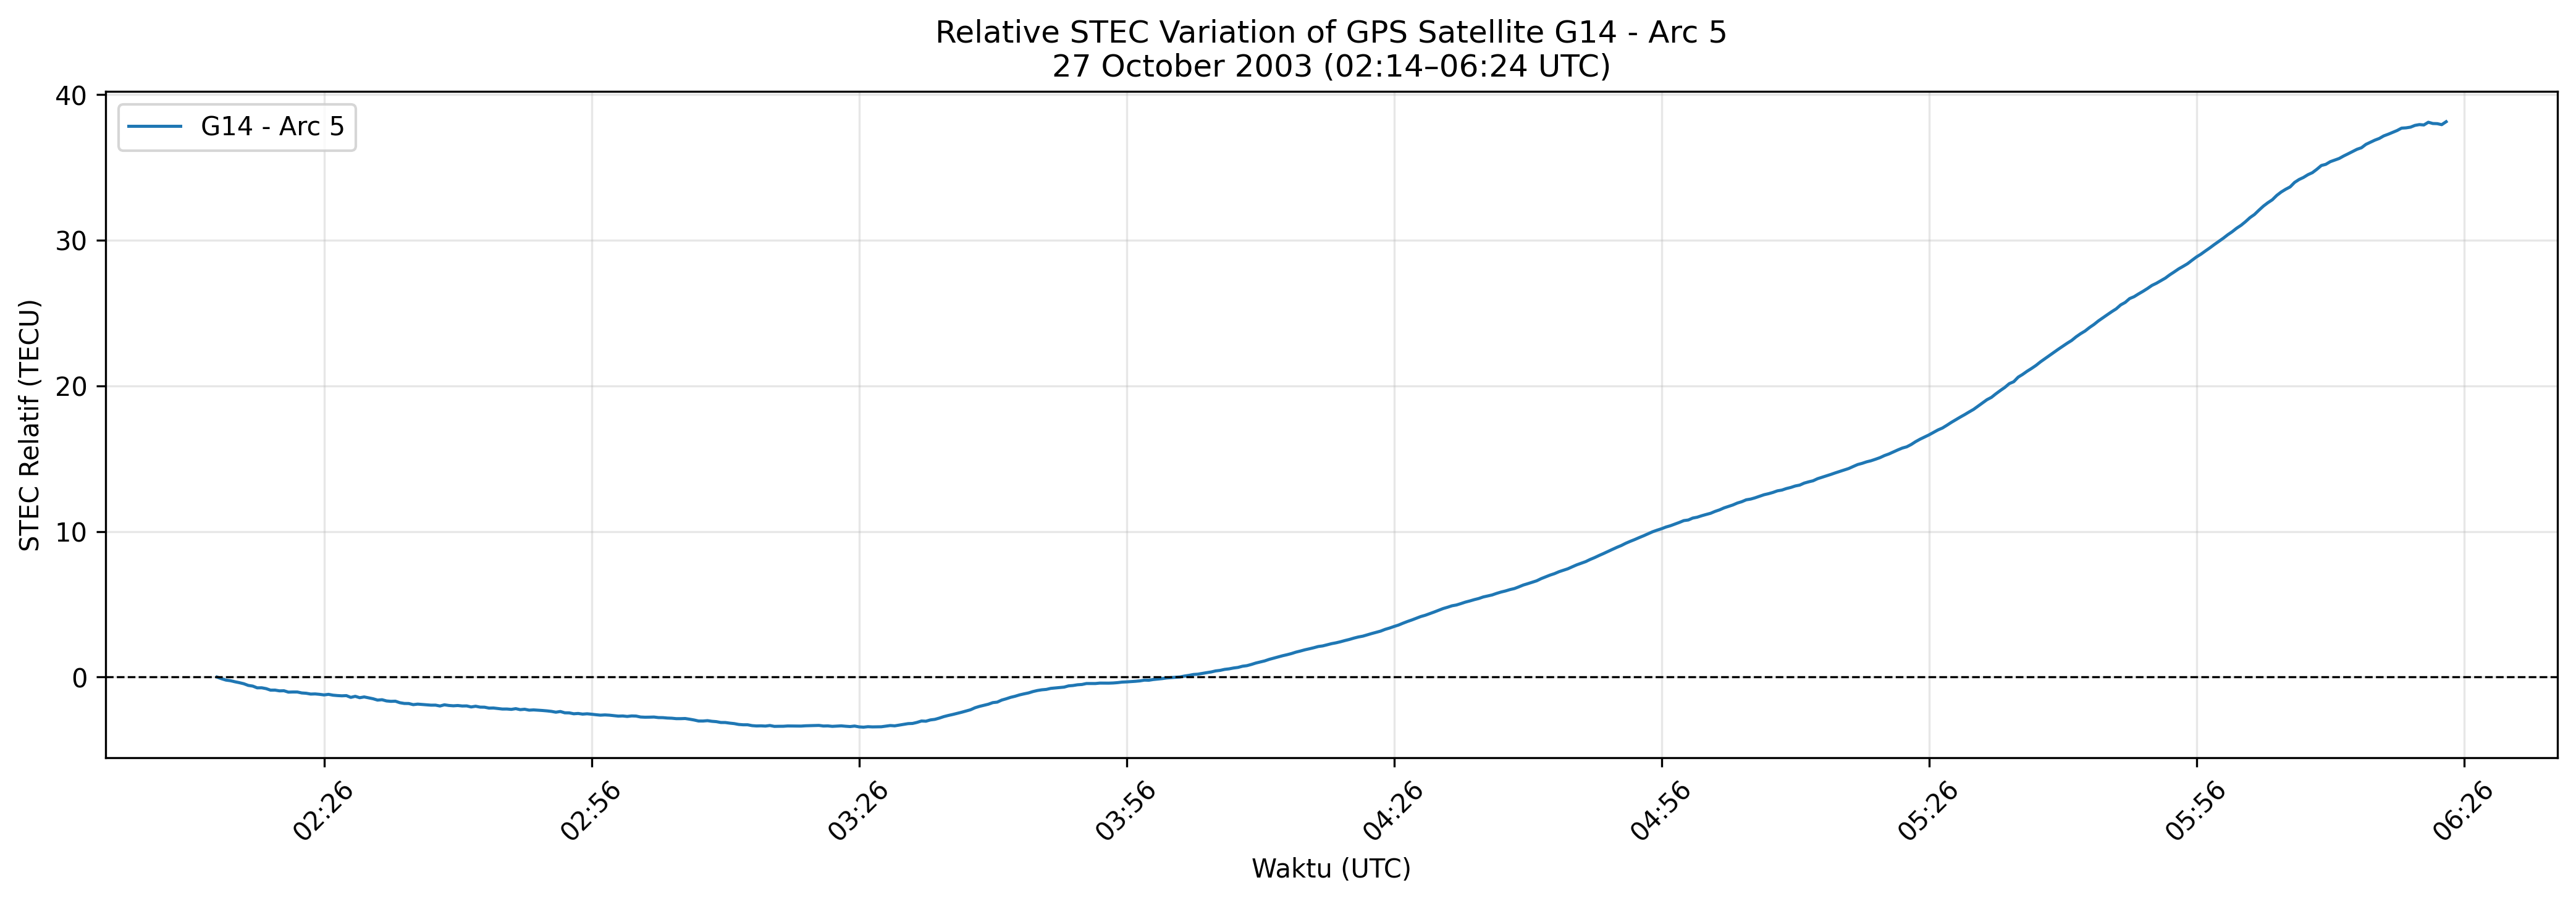 Relative STEC Variation of GPS Satellite G14 - Arc 5
27 October 2003 (02:14–06:24 UTC)
G14 - Arc 5
STEC Relatif (TECU)
40
30
20
10
0
02:26
02:56
03:26
03:56
04:26
04:56
05:26
05:56
06:26
Waktu (UTC)